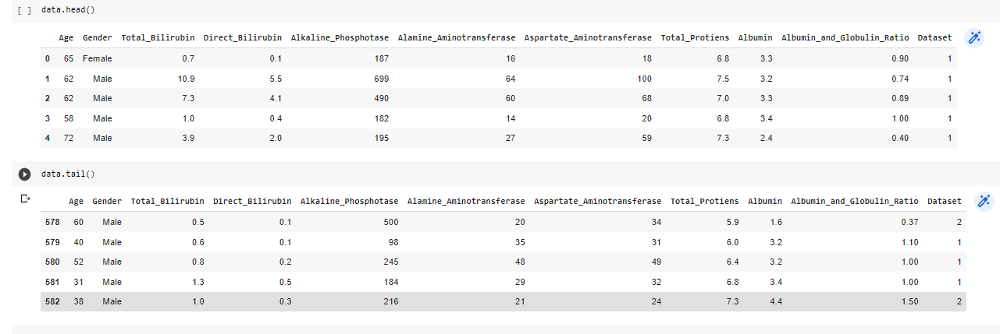 [ ] data.head()
Age Gender Total_Bilirubin Direct_Bilirubin Alkaline_Phosphotase Alamine_Aminotransferase Aspartate_Aminotransferase Total_Protiens Albumin Albumin_and_Globulin_Ratio Dataset
0 65 Female 0.7 0.1 187 16 18 6.8 3.3 0.90 1
1 62 Male 10.9 5.5 699 64 100 7.5 3.2 0.74 1
2 62 Male 7.3 4.1 490 60 68 7.0 3.3 0.89 1
3 58 Male 1.0 0.4 182 14 20 6.8 3.4 1.00 1
4 72 Male 3.9 2.0 195 27 59 7.3 2.4 0.40 1
data.tail()
Age Gender Total_Bilirubin Direct_Bilirubin Alkaline_Phosphotase Alamine_Aminotransferase Aspartate_Aminotransferase Total_Protiens Albumin Albumin_and_Globulin_Ratio Dataset
578 60 Male 0.5 0.1 500 20 34 5.9 1.6 0.37 2
579 40 Male 0.6 0.1 98 35 31 6.0 3.2 1.10 1
580 52 Male 0.8 0.2 245 48 49 6.4 3.2 1.00 1
581 31 Male 1.3 0.5 184 29 32 6.8 3.4 1.00 1
582 38 Male 1.0 0.3 216 21 24 7.3 4.4 1.50 2